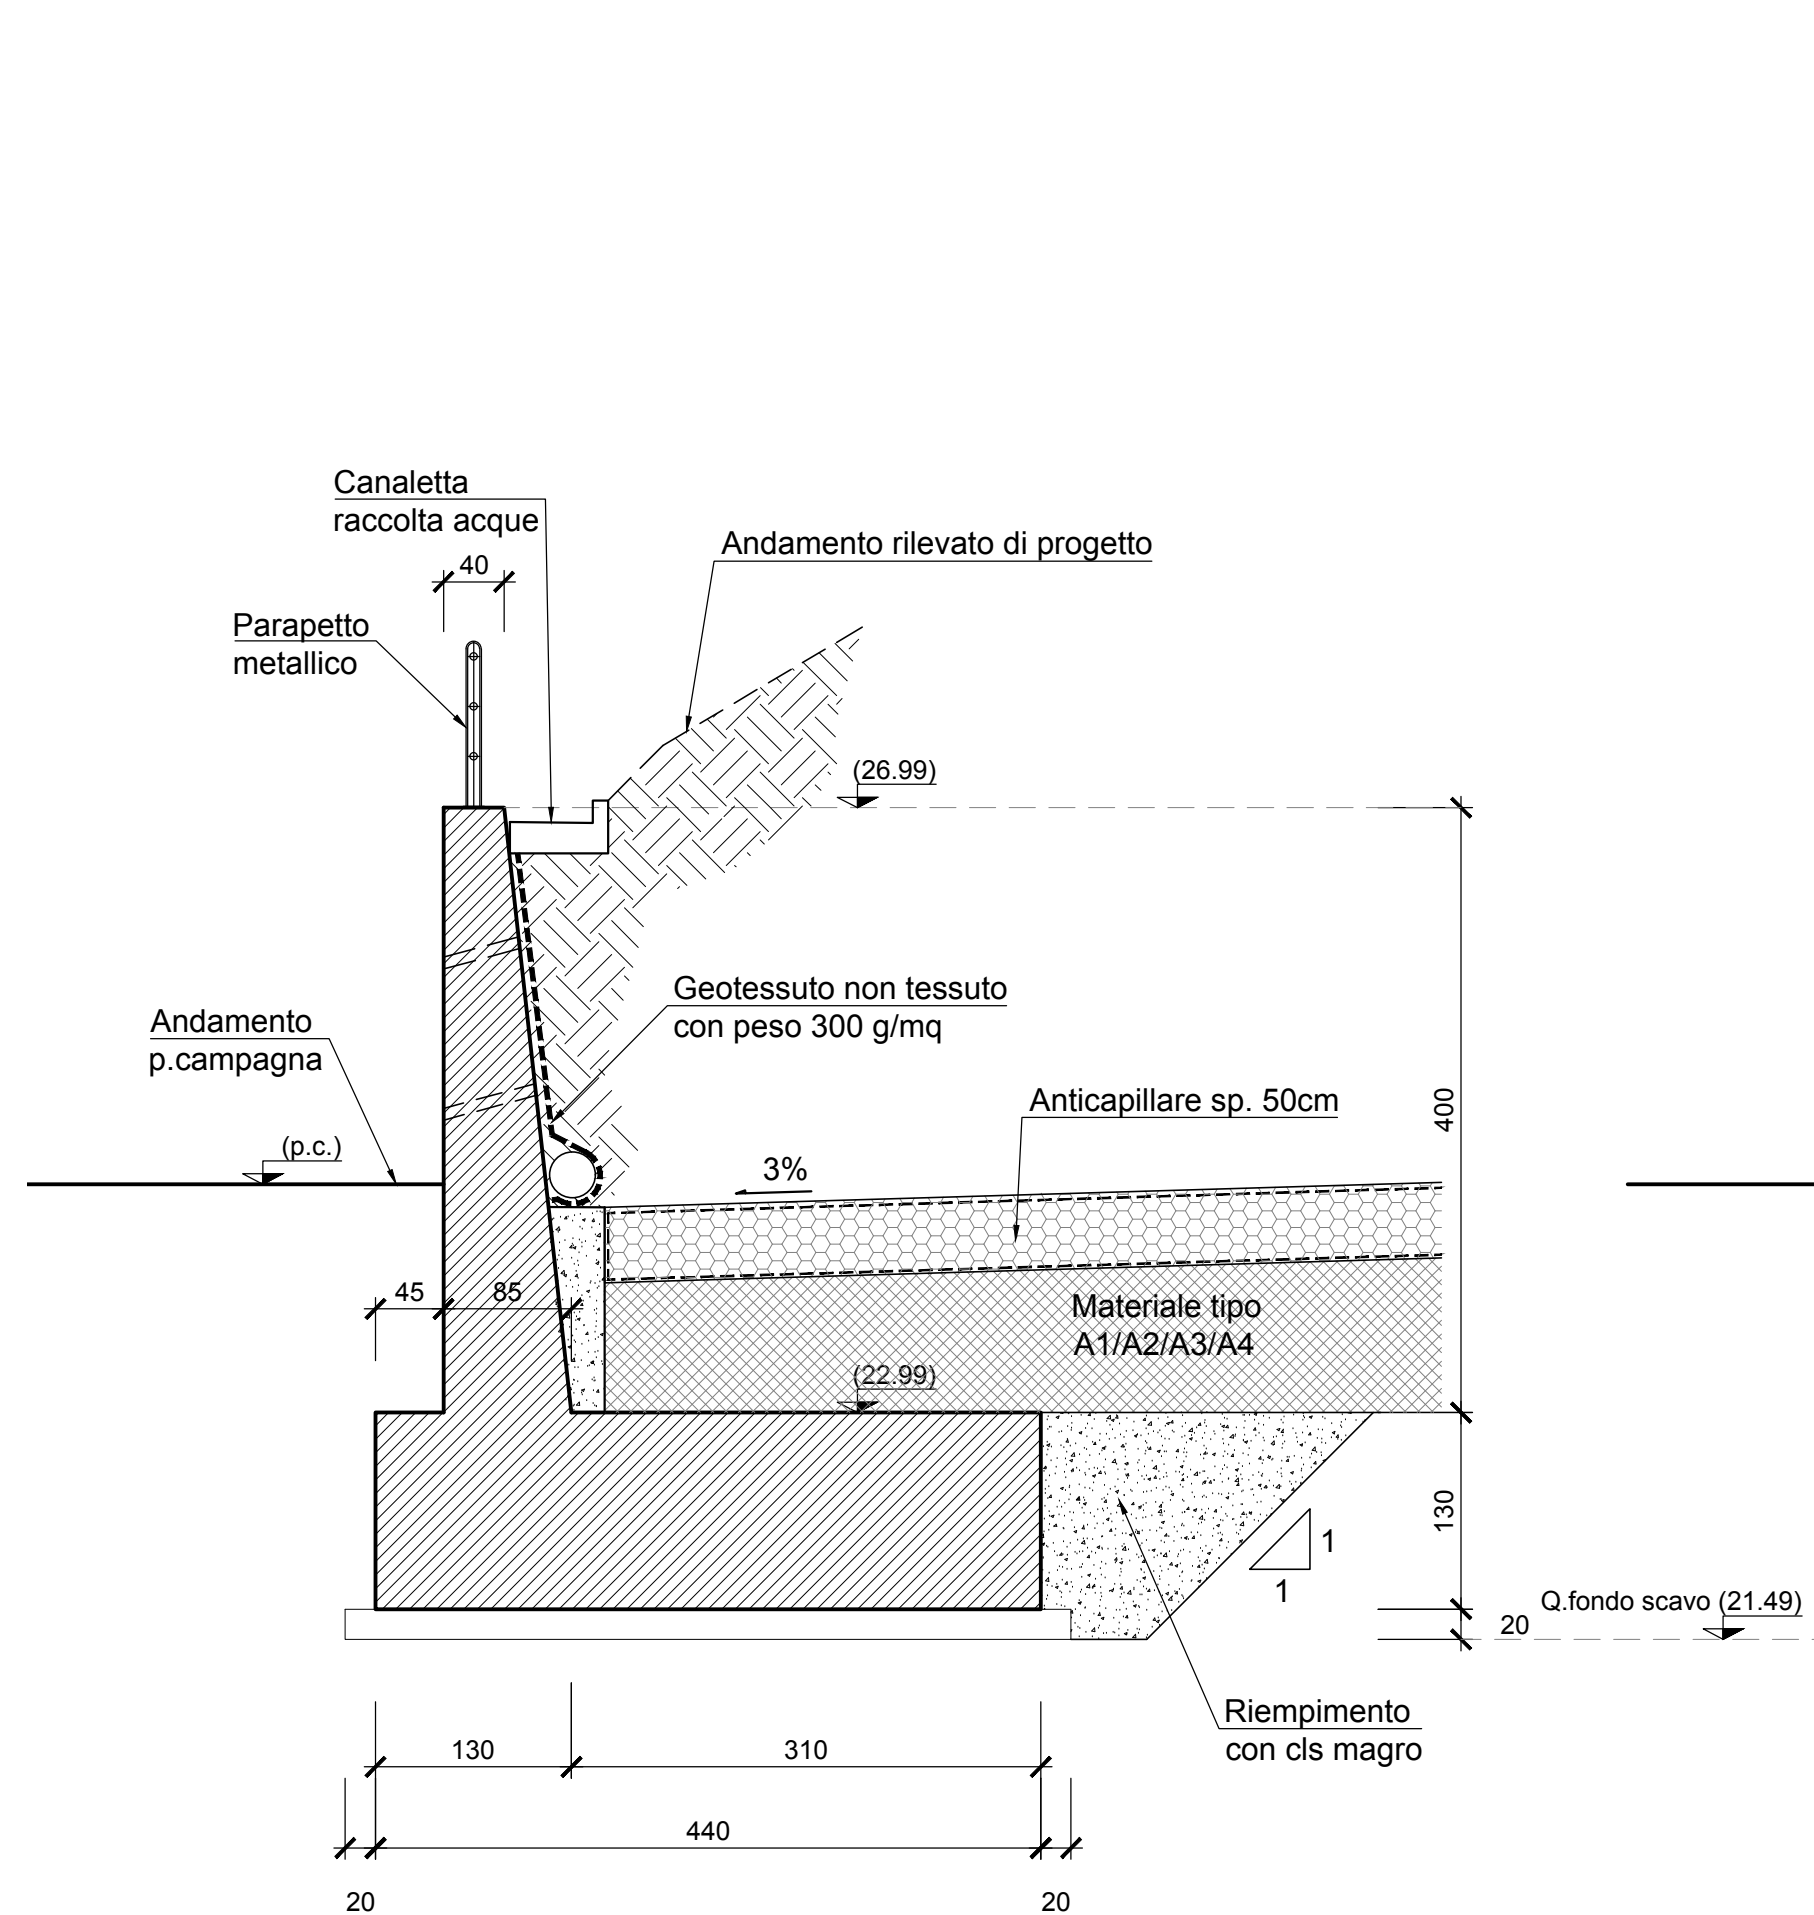 Canaletta
raccolta acque
Andamento rilevato di progetto
40
Parapetto
metallico
(26.99)
Geotessuto non tessuto
con peso 300 g/mq
Andamento
p.campagna
Anticapillare sp. 50cm
400
(p.c.)
3%
45
85
Materiale tipo
A1/A2/A3/A4
(22.99)
130
1
1
Q.fondo scavo (21.49)
20
Riempimento
con cls magro
130
310
440
20
20